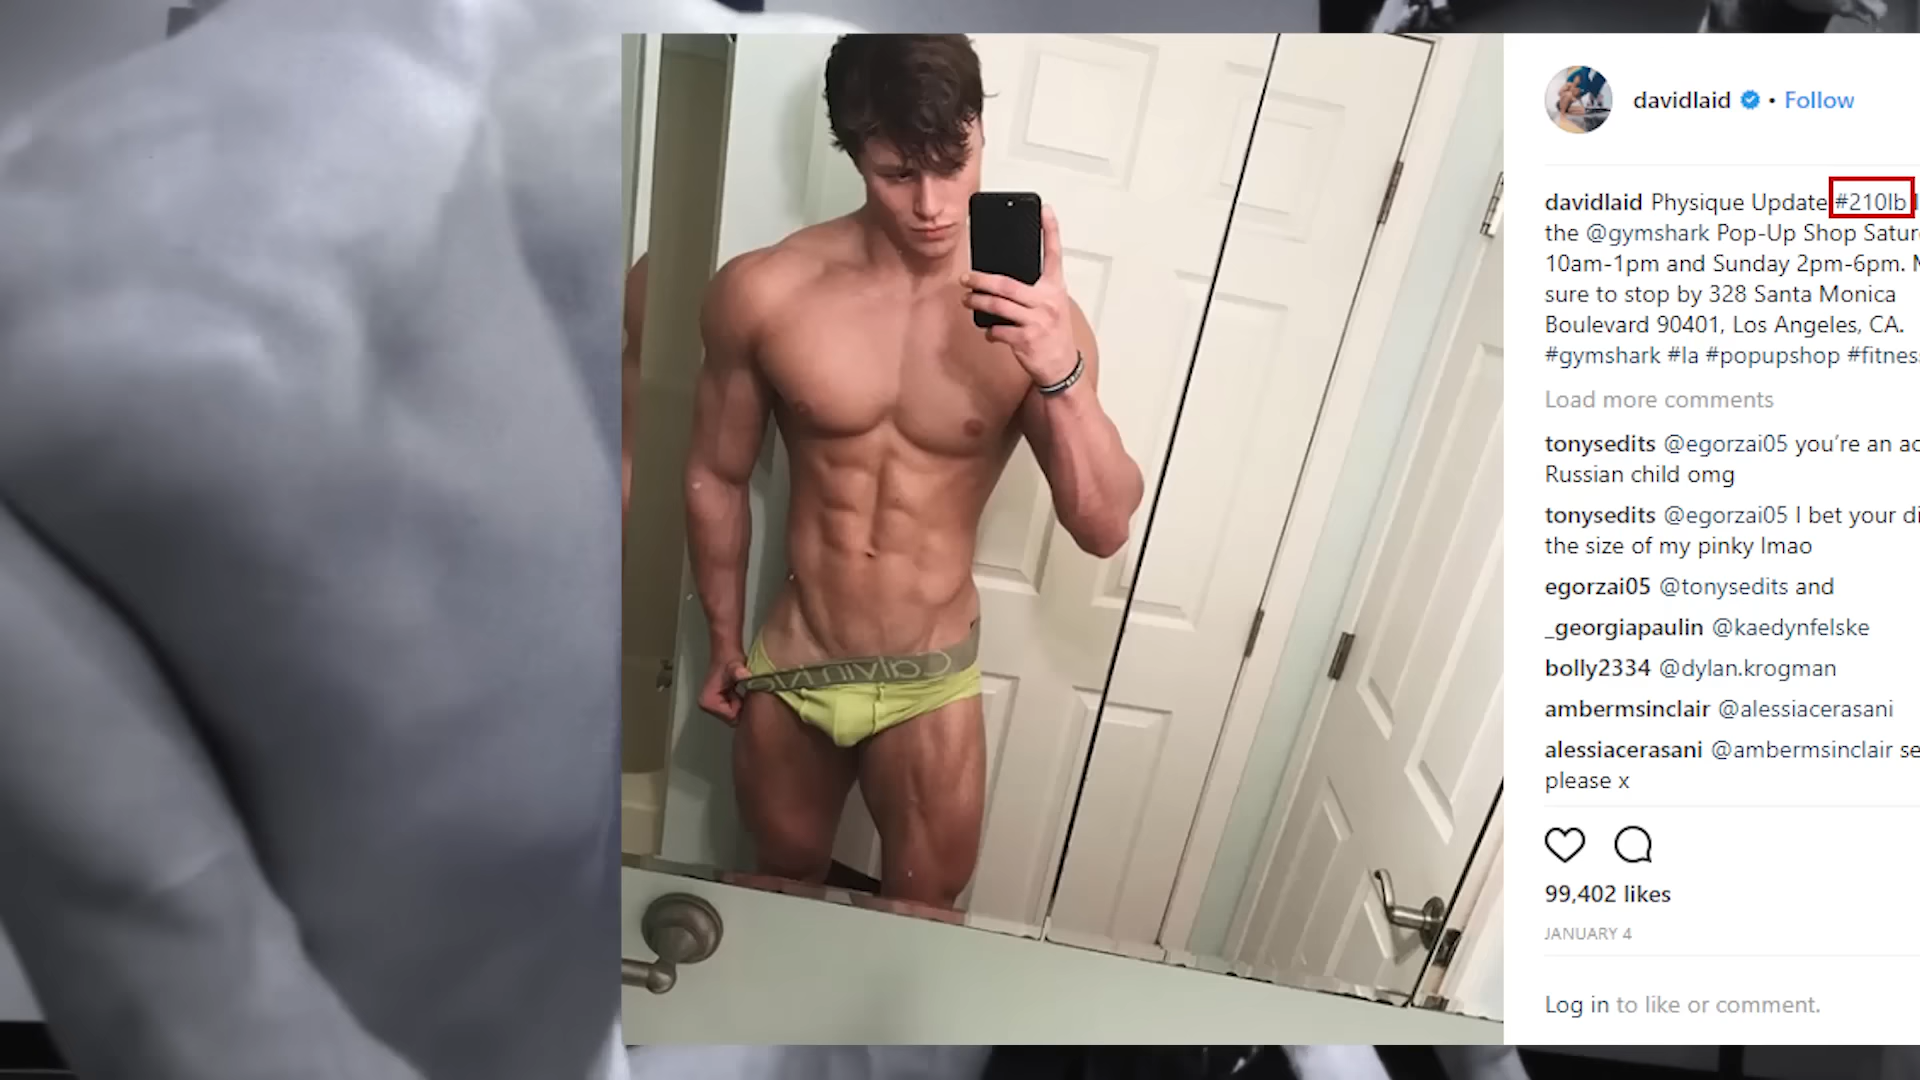 davidlaid • Follow
davidlaid Physique Update #210lb
the @gymshark Pop-Up Shop
10am-1pm and Sunday 2pm-6pm.
sure to stop by 328 Santa Monica
Boulevard 90401, Los Angeles, CA.
#gymshark #la #popupshop
Load more comments
tonysedits @egorzai05 you’re an
Russian child omg
tonysedits @egorzai05 I bet your
the size of my pinky lmao
egorzai05 @tonysedits and
_georgiapaulin @kaedynfelske
bolly2334 @dylan.krogman
ambermsinclair @alessiacerasani
alessiacerasani @ambermsinclair
please x
99,402 likes
JANUARY 4
Log in to like or comment.